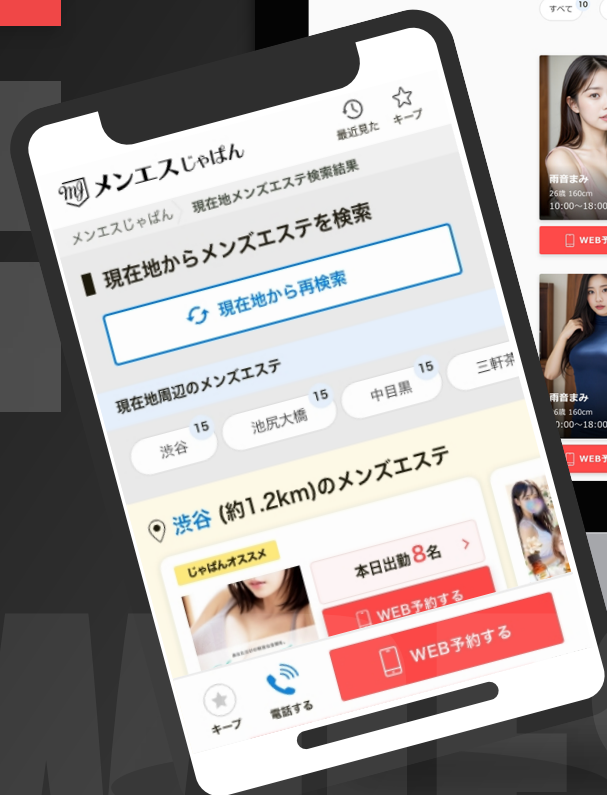 すべて 10
最近見た
キープ
mj メンエスじゃぱん
メンエスじゃぱん 現在地メンズエステ検索結果
現在地からメンズエステを検索
現在地から再検索
現在地周辺のメンズエステ
渋谷 15
池尻大橋 15
中目黒 15
三軒茶
渋谷 (約1.2km)のメンズエステ
じゃぱんオススメ
本日出勤8名
WEB予約する
キープ
電話する
WEB予約する
雨音まみ
26歳 160cm
10:00〜18:00
WEB予
雨音まみ
歳 160cm
0:00〜18:00
WEB予